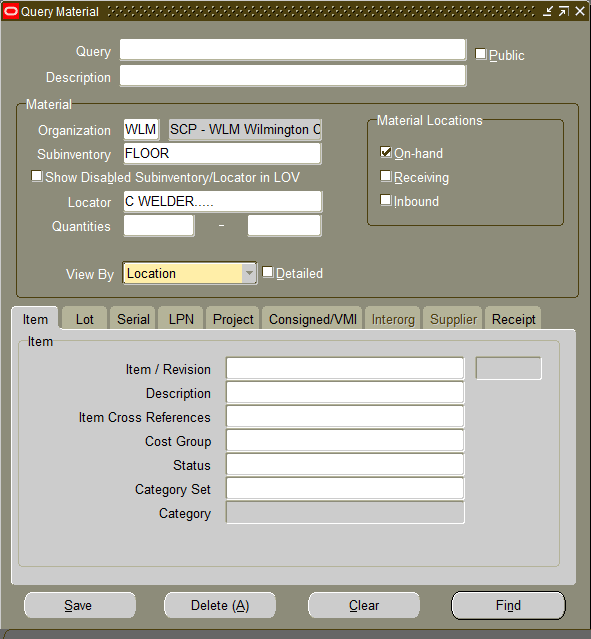 Query Material
Query
Public
Description
Material
Organization WLM SCP - WLM Wilmington C
Subinventory FLOOR
Show Disabled Subinventory/Locator in LOV
Locator C WELDER.....
Quantities -
Material Locations
On-hand
Receiving
Inbound
View By Location Detailed
Item Lot Serial LPN Project Consigned/VMI Interorg Supplier Receipt
Item
Item / Revision
Description
Item Cross References
Cost Group
Status
Category Set
Category
Save Delete (A) Clear Find